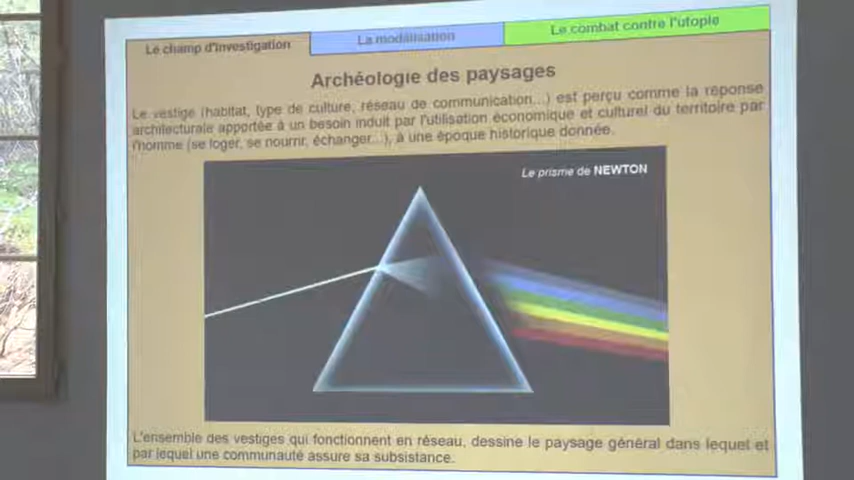 Le champ d'investigation
La modélisation
Le combat contre l'utopie
Archéologie des paysages
Le vestige (habitat, type de culture, réseau de communication...) est perçu comme la réponse
architecturale apportée à un besoin induit par l'utilisation économique et culturel du territoire par
l'homme (se loger, se nourrir, échanger...), à une époque historique donnée.
Le prisme de NEWTON
L'ensemble des vestiges qui fonctionnent en réseau, dessine le paysage général dans lequel et
par lequel une communauté assure sa subsistance.